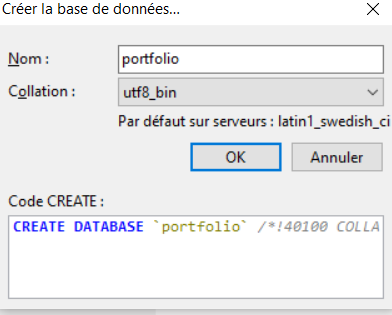 Créer la base de données...
Nom :
portfolio
Collation :
utf8_bin
Par défaut sur serveurs : latin1_swedish_ci
OK
Annuler
Code CREATE :
CREATE DATABASE `portfolio` /*!40100 COLLA